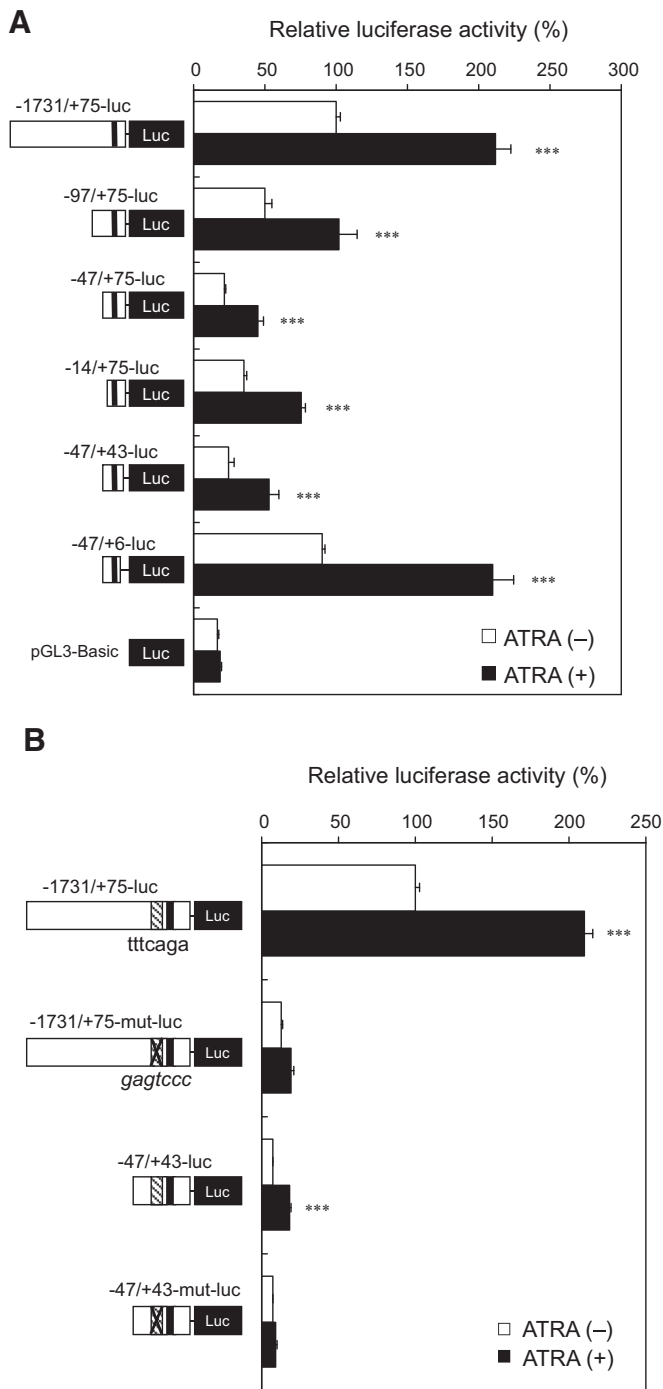 A
Relative luciferase activity (%)
0 50 100 150 200 250 300
-1731/+75-luc
Luc
***
-97/+75-luc
Luc
***
-47/+75-luc
Luc
***
-14/+75-luc
Luc
***
-47/+43-luc
Luc
***
-47/+6-luc
Luc
***
pGL3-Basic Luc
ATRA (–)
ATRA (+)
B
Relative luciferase activity (%)
0 50 100 150 200 250
-1731/+75-luc
Luc
***
tttcaga
-1731/+75-mut-luc
Luc
gagtccc
-47/+43-luc
Luc
***
-47/+43-mut-luc
Luc
ATRA (–)
ATRA (+)